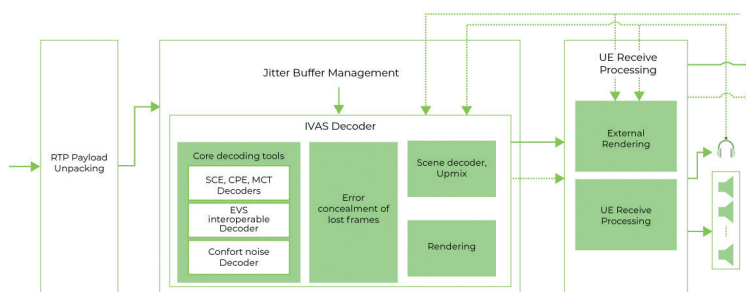 RTP Payload
Unpacking
Jitter Buffer Management
IVAS Decoder
Core decoding tools
SCE, CPE, MCT
Decoders
EVS
interoperable
Decoder
Confort noise
Decoder
Error
concealment of
lost frames
Scene decoder,
Upmix
Rendering
UE Receive
Processing
External
Rendering
UE Receive
Processing